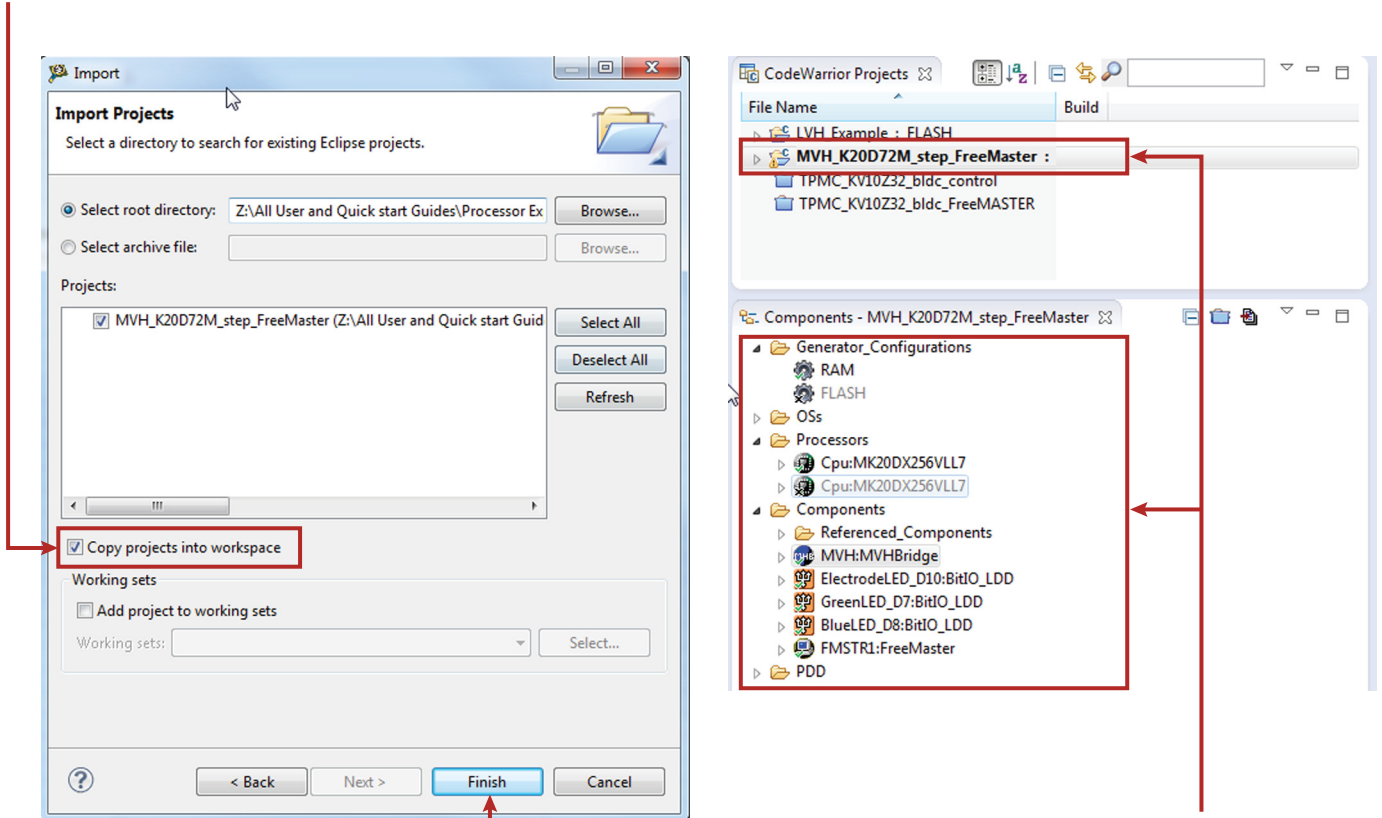 Import
Import Projects
Select a directory to search for existing Eclipse projects.
Select root directory:
Z:\All User and Quick start Guides\Processor Ex
Browse...
Select archive file:
Browse...
Projects:
MVH_K20D72M_step_FreeMaster (Z:\All User and Quick start Guid
Select All
Deselect All
Refresh
Copy projects into workspace
Working sets
Add project to working sets
Working sets:
Select...
< Back
Next >
Finish
Cancel
CodeWarrior Projects
File Name
Build
LVH_Example : FLASH
MVH_K20D72M_step_FreeMaster :
TPMC_KV10Z32_bldc_control
TPMC_KV10Z32_bldc_FreeMASTER
Components - MVH_K20D72M_step_FreeMaster
Generator_Configurations
RAM
FLASH
OSs
Processors
Cpu:MK20DX256VLL7
Cpu:MK20DX256VLL7
Components
Referenced_Components
MVH:MVHBridge
ElectrodeLED_D10:BitIO_LDD
GreenLED_D7:BitIO_LDD
BlueLED_D8:BitIO_LDD
FMSTR1:FreeMaster
PDD